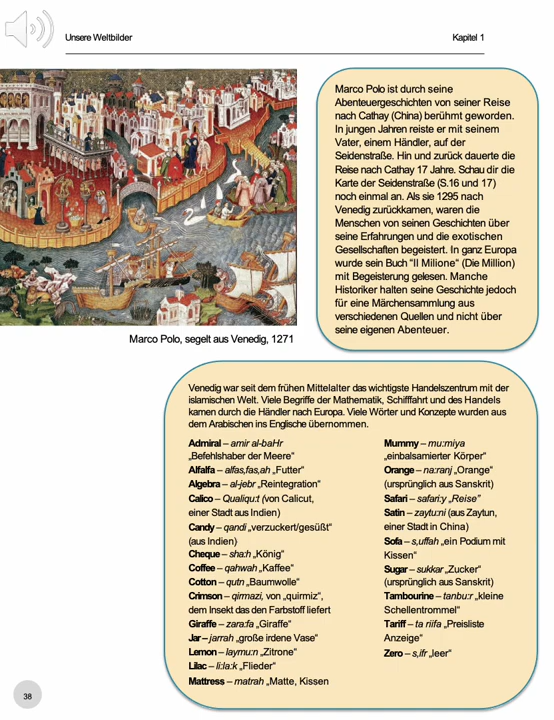 Unsere Weltbilder
Kapitel 1
Marco Polo ist durch seine
Abenteuergeschichten von seiner Reise
nach Cathay (China) berühmt geworden.
In jungen Jahren reiste er mit seinem
Vater, einem Händler, auf der
Seidenstraße. Hin und zurück dauerte die
Reise nach Cathay 17 Jahre. Schau dir die
Karte der Seidenstraße (S.16 und 17)
noch einmal an. Als sie 1295 nach
Venedig zurückkamen, waren die
Menschen von seinen Geschichten über
seine Erfahrungen und die exotischen
Gesellschaften begeistert. In ganz Europa
wurde sein Buch “Il Milione“ (Die Million)
mit Begeisterung gelesen. Manche
Historiker halten seine Geschichte jedoch
für eine Märchensammlung aus
verschiedenen Quellen und nicht über
seine eigenen Abenteuer.
Marco Polo, segelt aus Venedig, 1271
Venedig war seit dem frühen Mittelalter das wichtigste Handelszentrum mit der
islamischen Welt. Viele Begriffe der Mathematik, Schifffahrt und des Handels
kamen durch die Händler nach Europa. Viele Wörter und Konzepte wurden aus
dem Arabischen ins Englische übernommen.
Admiral – amir al-baHr
„Befehlshaber der Meere“
Alfalfa – alfas,fas,ah „Futter“
Algebra – al-jebr „Reintegration“
Calico – Qualiqu:t (von Calicut,
einer Stadt aus Indien)
Candy – qandi „verzuckert/gesüßt“
(aus Indien)
Cheque – sha:h „König“
Coffee – qahwah „Kaffee“
Cotton – qutn „Baumwolle“
Crimson – qirmazi, von „quirmiz“,
dem Insekt das den Farbstoff liefert
Giraffe – zara:fa „Giraffe“
Jar – jarrah „große irdene Vase“
Lemon – laymu:n „Zitrone“
Lilac – li:la:k „Flieder“
Mattress – matrah „Matte, Kissen
Mummy – mu:miya
„einbalsamierter Körper“
Orange – na:ranj „Orange“
(ursprünglich aus Sanskrit)
Safari – safari:y „Reise“
Satin – zaytu:ni (aus Zaytun,
einer Stadt in China)
Sofa – s,uffah „ein Podium mit
Kissen“
Sugar – sukkar „Zucker“
(ursprünglich aus Sanskrit)
Tambourine – tanbu:r „kleine
Schellentrommel“
Tariff – ta riifa „Preisliste
Anzeige“
Zero – s,ifr „leer“
38